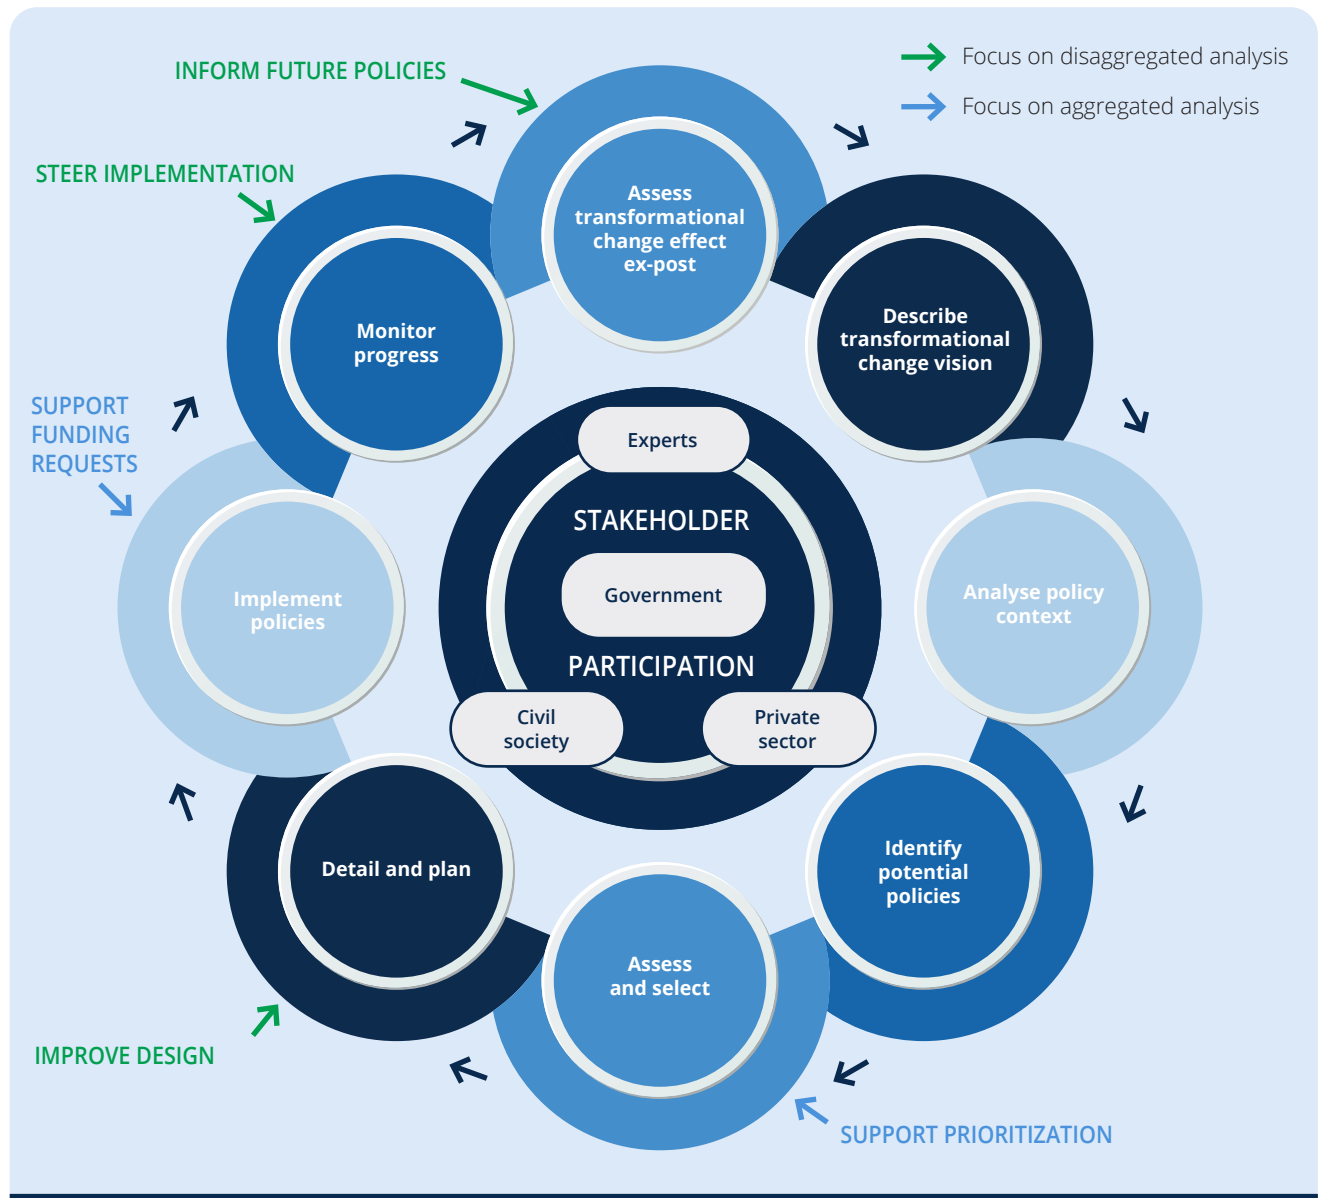 Focus on disaggregated analysis
Focus on aggregated analysis
INFORM FUTURE POLICIES
STEER IMPLEMENTATION
SUPPORT
FUNDING
REQUESTS
IMPROVE DESIGN
SUPPORT PRIORITIZATION
Assess
transformational
change effect
ex-post
Describe
transformational
change vision
Analyse policy
context
Identify
potential
policies
Assess
and select
Detail and plan
Implement
policies
Monitor
progress
Experts
STAKEHOLDER
Government
PARTICIPATION
Civil
society
Private
sector